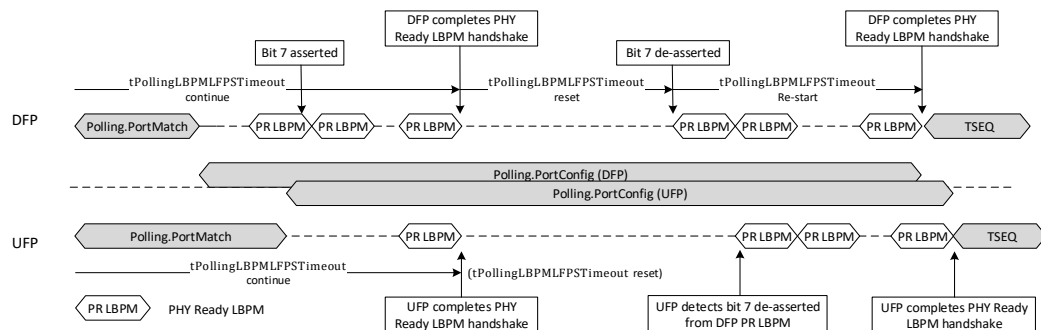 DFP completes PHY
Ready LBPM handshake
DFP completes PHY
Ready LBPM handshake
Bit 7 asserted
Bit 7 de-asserted
tPollingLBPMLFPSTimeout
continue
tPollingLBPMLFPSTimeout
reset
tPollingLBPMLFPSTimeout
Re-start
DFP
Polling.PortMatch
PR LBPM
PR LBPM
PR LBPM
PR LBPM
PR LBPM
PR LBPM
TSEQ
Polling.PortConfig (DFP)
Polling.PortConfig (UFP)
UFP
Polling.PortMatch
PR LBPM
PR LBPM
PR LBPM
PR LBPM
TSEQ
tPollingLBPMLFPSTimeout
continue
(tPollingLBPMLFPSTimeout reset)
PR LBPM
PHY Ready LBPM
UFP completes PHY
Ready LBPM handshake
UFP detects bit 7 de-asserted
from DFP PR LBPM
UFP completes PHY Ready
LBPM handshake